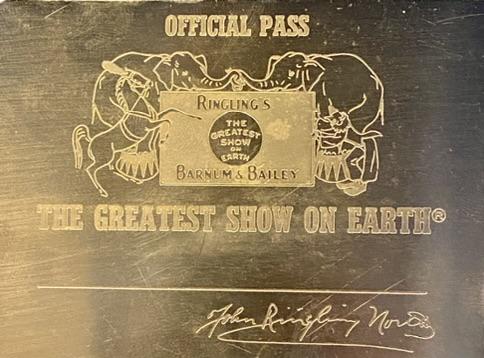 OFFICIAL PASS
RINGLING'S
THE
GREATEST
SHOW
ON
EARTH
BARNUM & BAILEY
THE GREATEST SHOW ON EARTH®
John Ringling North